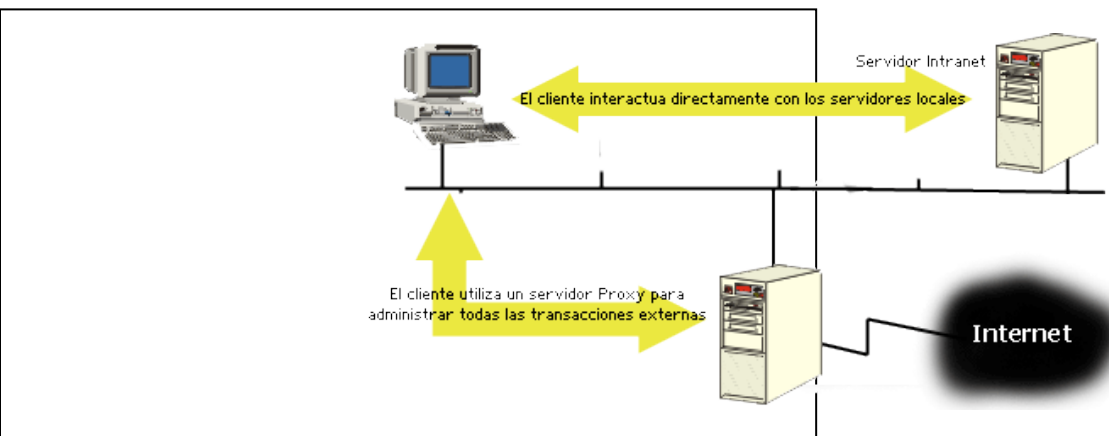 Servidor Intranet
El cliente interactua directamente con los servidores locales
El cliente utiliza un servidor Proxy para
administrar todas las transacciones externas
Internet